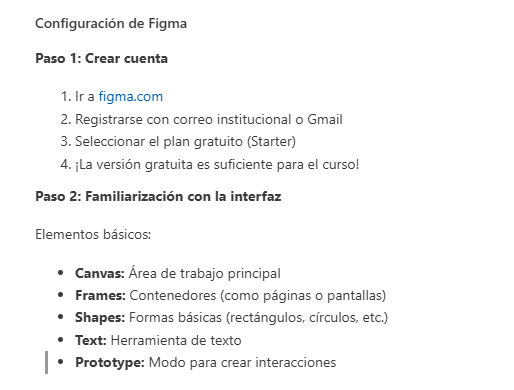 Configuración de Figma
Paso 1: Crear cuenta
1. Ir a figma.com
2. Registrarse con correo institucional o Gmail
3. Seleccionar el plan gratuito (Starter)
4. ¡La versión gratuita es suficiente para el curso!
Paso 2: Familiarización con la interfaz
Elementos básicos:
• Canvas: Área de trabajo principal
• Frames: Contenedores (como páginas o pantallas)
• Shapes: Formas básicas (rectángulos, círculos, etc.)
• Text: Herramienta de texto
• Prototype: Modo para crear interacciones